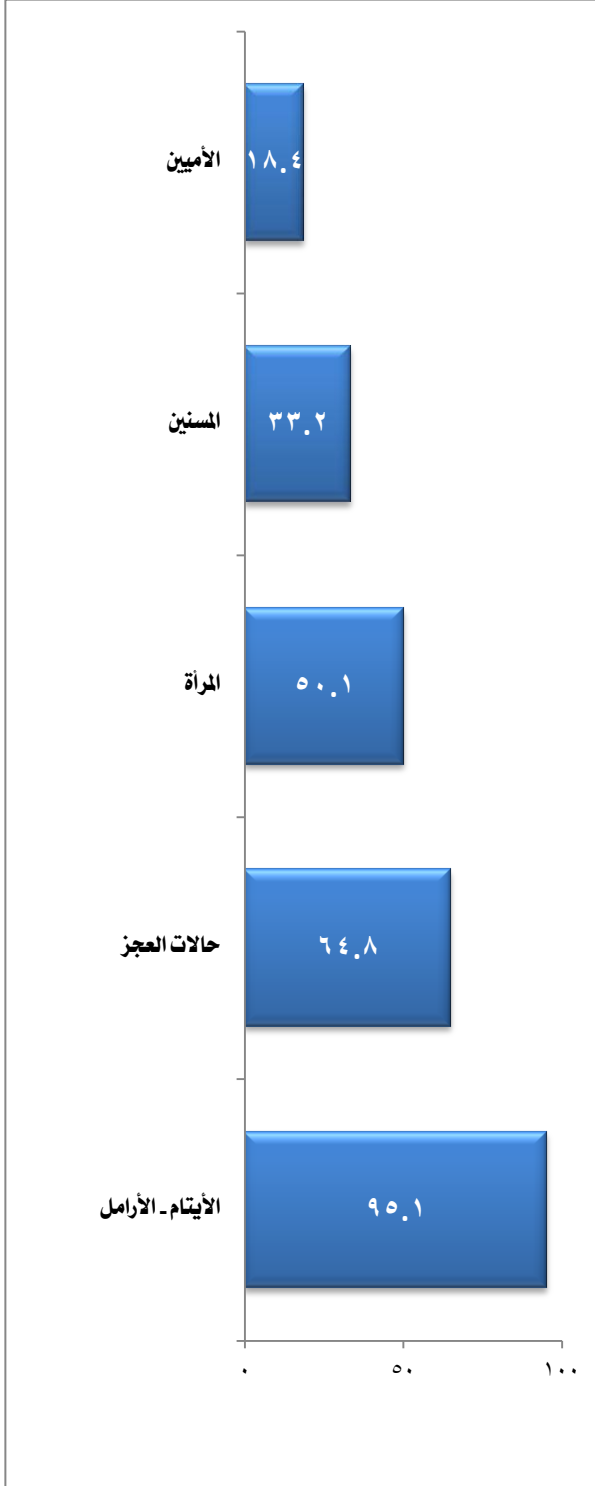 الأميين
١٨.٤
المسنين
٣٣.٢
المرأة
٥٠.١
حالات العجز
٦٤.٨
الأيتام - الأرامل
٩٥.١
٠
٥٠
١٠٠